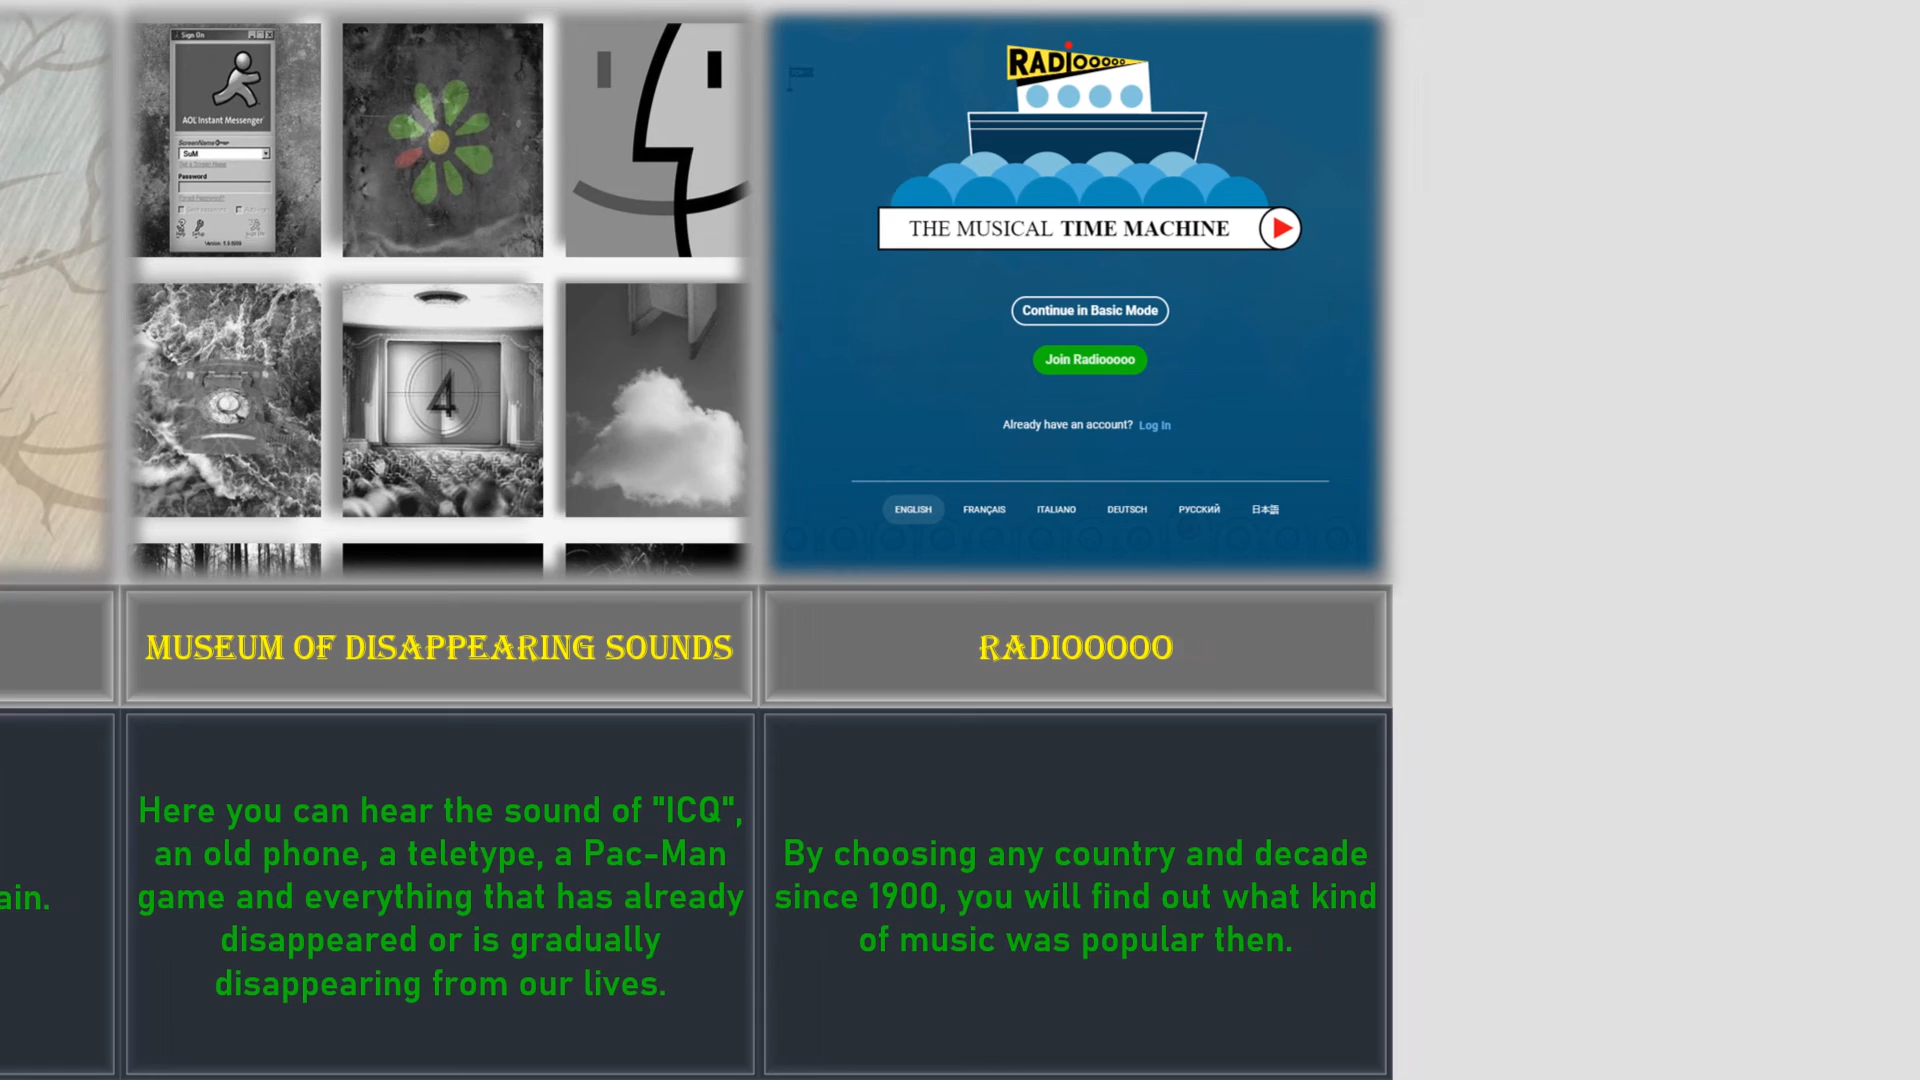 Sign On
AOL Instant Messenger
ScreenName
SuM
Password
4
RADIOOOOO
THE MUSICAL TIME MACHINE
Continue in Basic Mode
Join Radiooooo
Already have an account? Log In
ENGLISH FRANÇAIS ITALIANO DEUTSCH РУССКИЙ 日本語
MUSEUM OF DISAPPEARING SOUNDS
RADIOOOOO
ain.
Here you can hear the sound of "ICQ",
an old phone, a teletype, a Pac-Man
game and everything that has already
disappeared or is gradually
disappearing from our lives.
By choosing any country and decade
since 1900, you will find out what kind
of music was popular then.